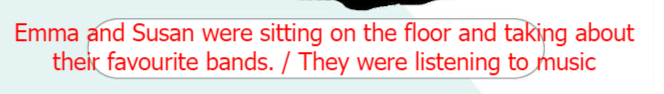 Emma and Susan were sitting on the floor and taking about
their favourite bands. / They were listening to music